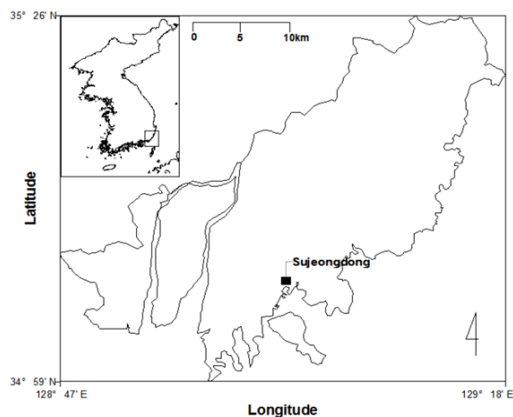 35° 26' N
0 5 10km
Latitude
Sujeongdong
34° 59' N
128° 47' E
129° 18' E
Longitude